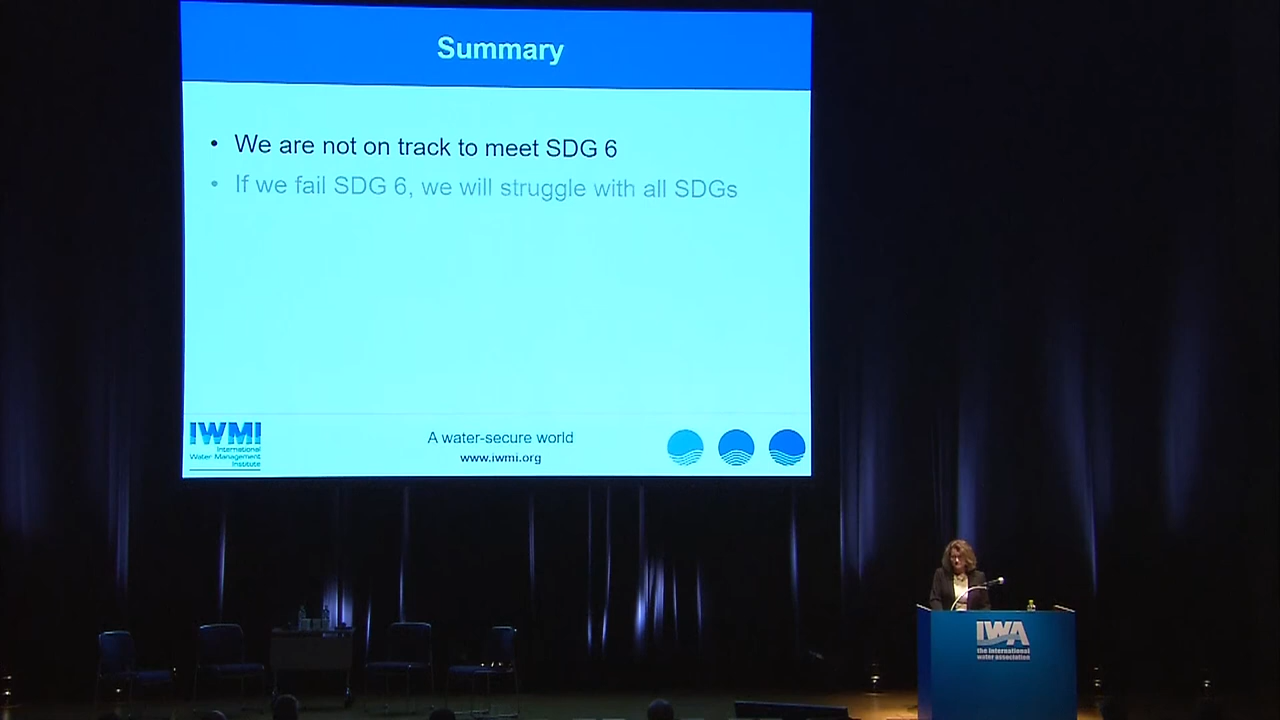 Summary
• We are not on track to meet SDG 6
• If we fail SDG 6, we will struggle with all SDGs
IWMI
International
Water Management
Institute
A water-secure world
www.iwmi.org
IWA
the international
water association